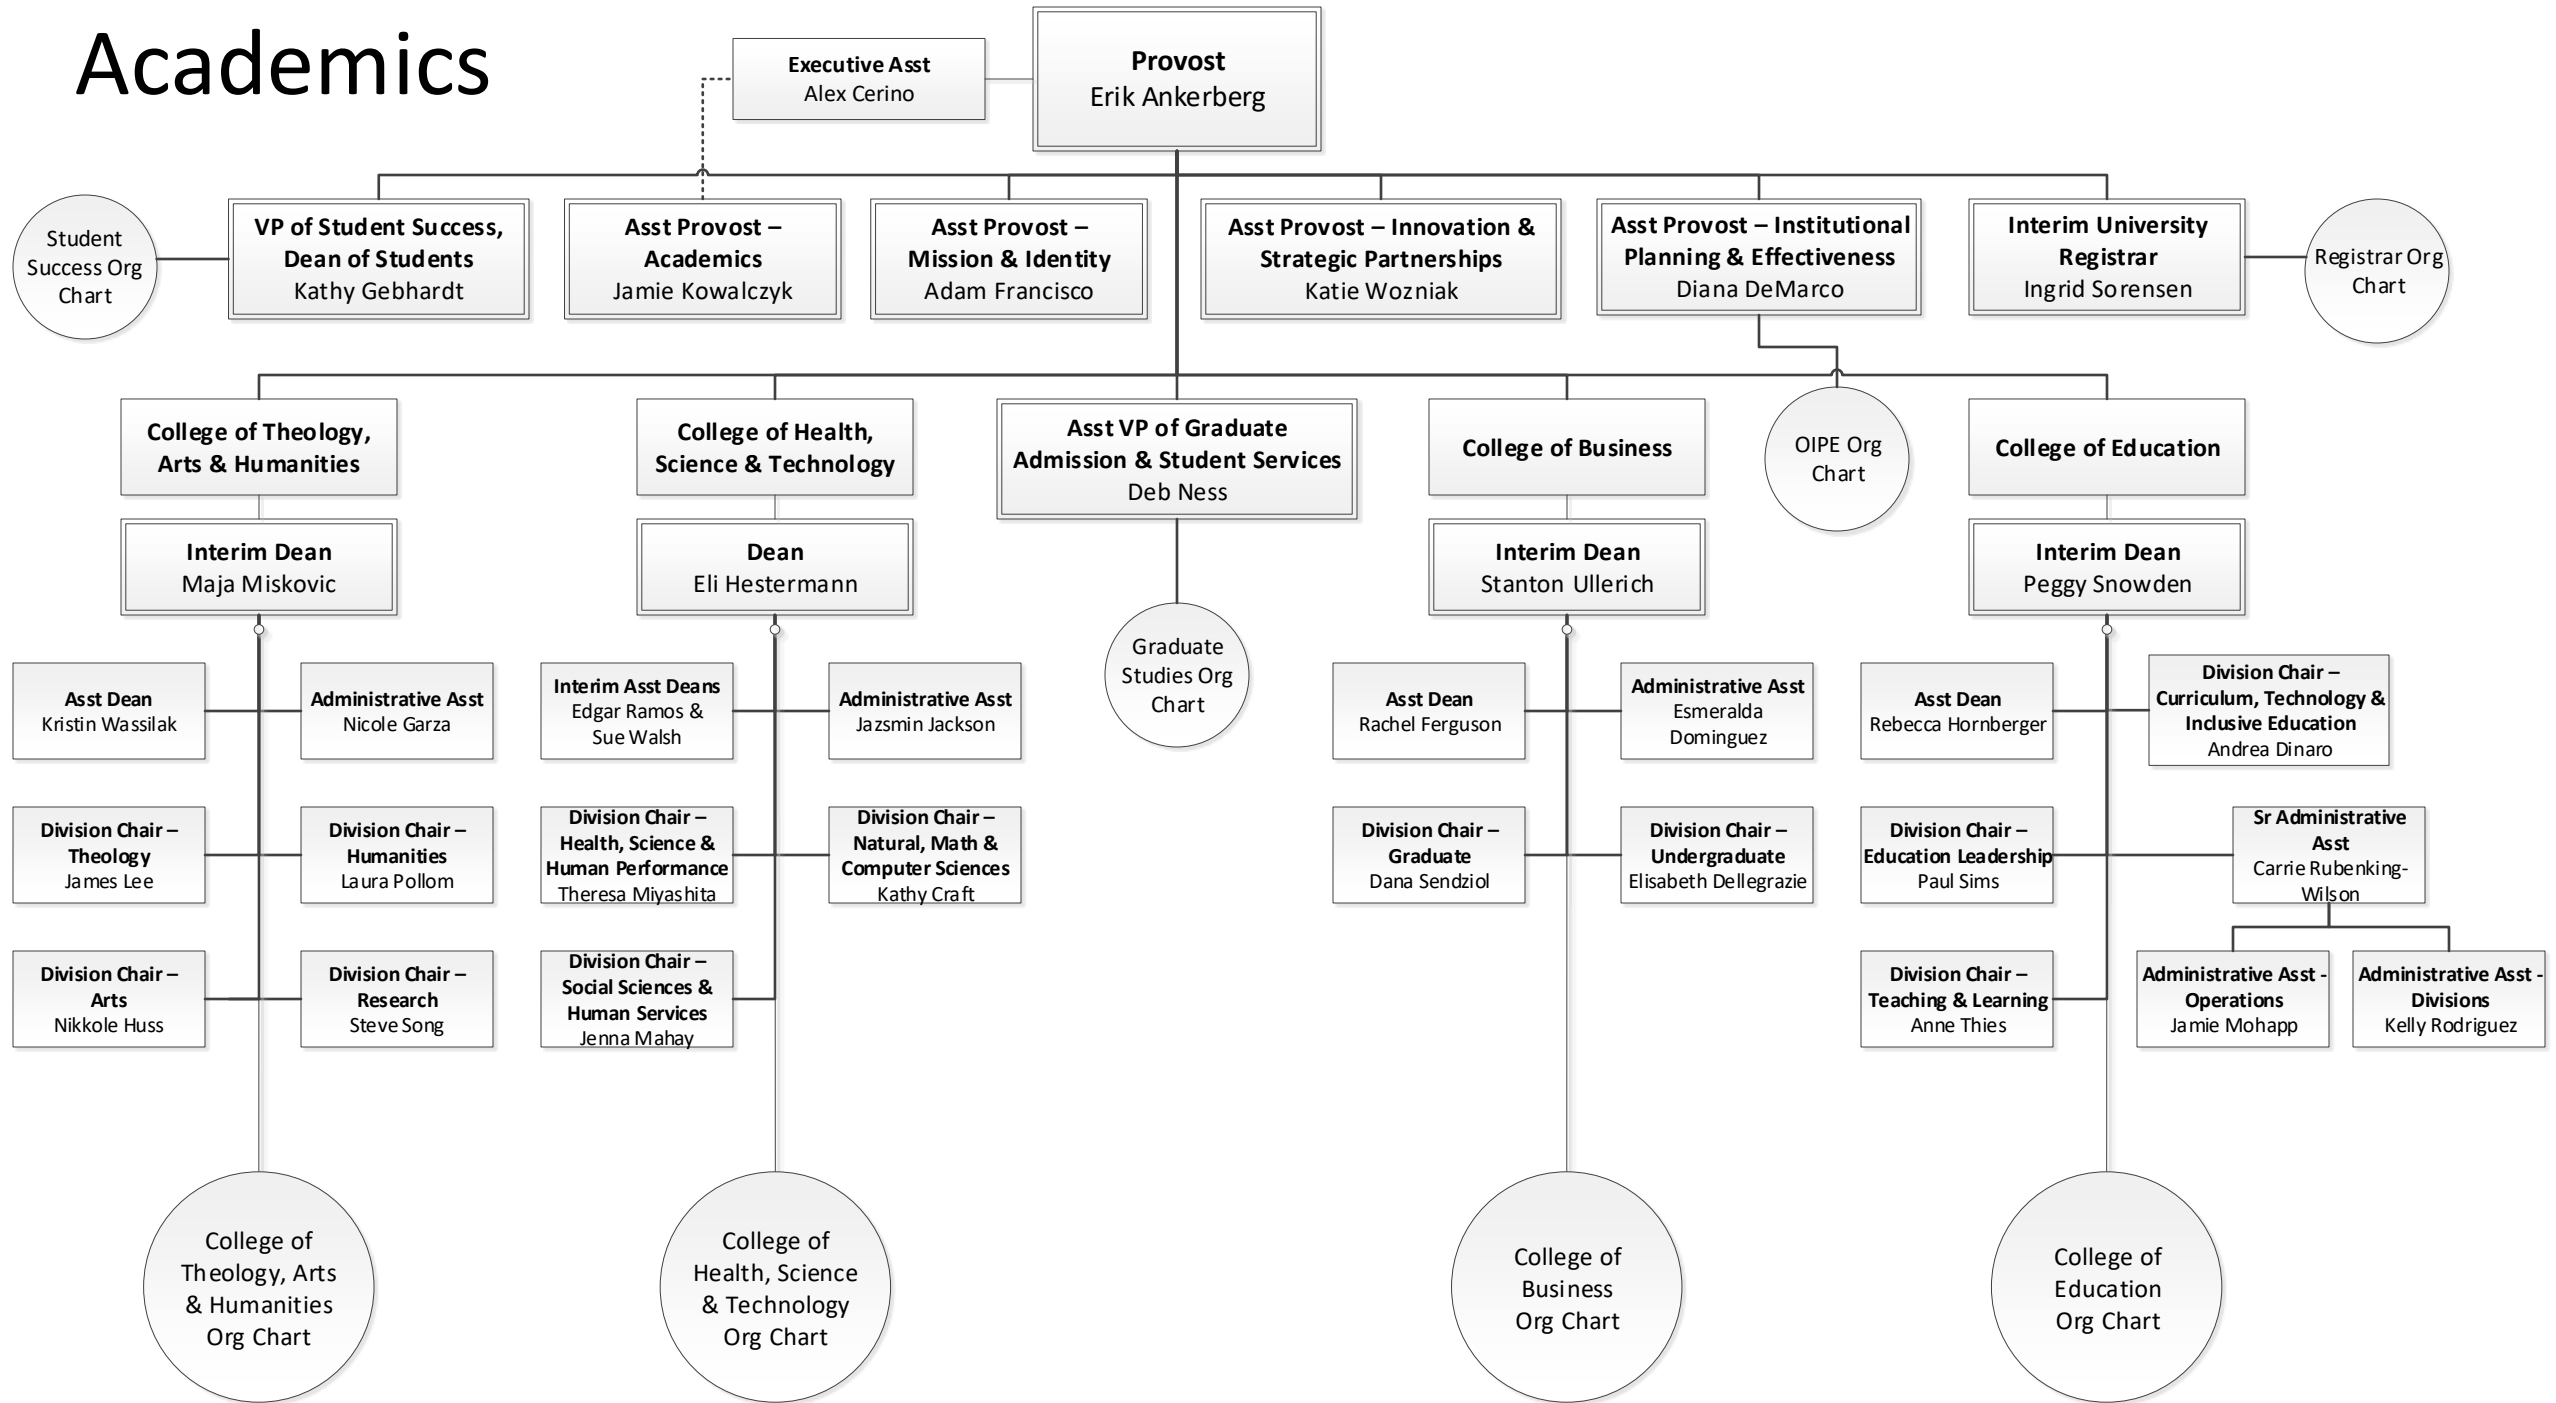 Academics
Executive Asst
Alex Cerino
Provost
Erik Ankerberg
Student
Success Org
Chart
VP of Student Success,
Dean of Students
Kathy Gebhardt
Asst Provost –
Academics
Jamie Kowalczyk
Asst Provost –
Mission & Identity
Adam Francisco
Asst Provost – Innovation &
Strategic Partnerships
Katie Wozniak
Asst Provost – Institutional
Planning & Effectiveness
Diana DeMarco
Interim University
Registrar
Ingrid Sorensen
Registrar Org
Chart
College of Theology,
Arts & Humanities
College of Health,
Science & Technology
Asst VP of Graduate
Admission & Student Services
Deb Ness
College of Business
OIPE Org
Chart
College of Education
Interim Dean
Maja Miskovic
Dean
Eli Hestermann
Interim Dean
Stanton Ullerich
Interim Dean
Peggy Snowden
Graduate
Studies Org
Chart
Asst Dean
Kristin Wassilak
Administrative Asst
Nicole Garza
Interim Asst Deans
Edgar Ramos &
Sue Walsh
Administrative Asst
Jazsmin Jackson
Asst Dean
Rachel Ferguson
Administrative Asst
Esmeralda
Dominguez
Asst Dean
Rebecca Hornberger
Division Chair –
Curriculum, Technology &
Inclusive Education
Andrea Dinaro
Division Chair –
Theology
James Lee
Division Chair –
Humanities
Laura Pollom
Division Chair –
Health, Science &
Human Performance
Theresa Miyashita
Division Chair –
Natural, Math &
Computer Sciences
Kathy Craft
Division Chair –
Graduate
Dana Sendziol
Division Chair –
Undergraduate
Elisabeth Dellegrazie
Division Chair –
Education Leadership
Paul Sims
Sr Administrative
Asst
Carrie Rubenking-
Wilson
Division Chair –
Arts
Nikkole Huss
Division Chair –
Research
Steve Song
Division Chair –
Social Sciences &
Human Services
Jenna Mahay
Division Chair –
Teaching & Learning
Anne Thies
Administrative Asst -
Operations
Jamie Mohapp
Administrative Asst -
Divisions
Kelly Rodriguez
College of
Theology, Arts
& Humanities
Org Chart
College of
Health, Science
& Technology
Org Chart
College of
Business
Org Chart
College of
Education
Org Chart